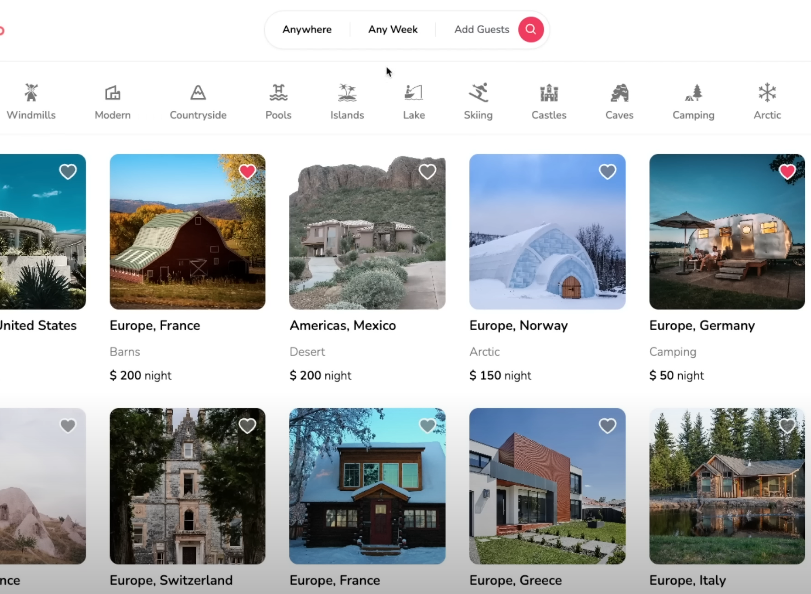 Anywhere Any Week Add Guests
Windmills Modern Countryside Pools Islands Lake Skiing Castles Caves Camping Arctic
United States Europe, France Americas, Mexico Europe, Norway Europe, Germany
Barns Desert Arctic Camping
$ 200 night $ 200 night $ 150 night $ 50 night
Europe, Switzerland Europe, France Europe, Greece Europe, Italy